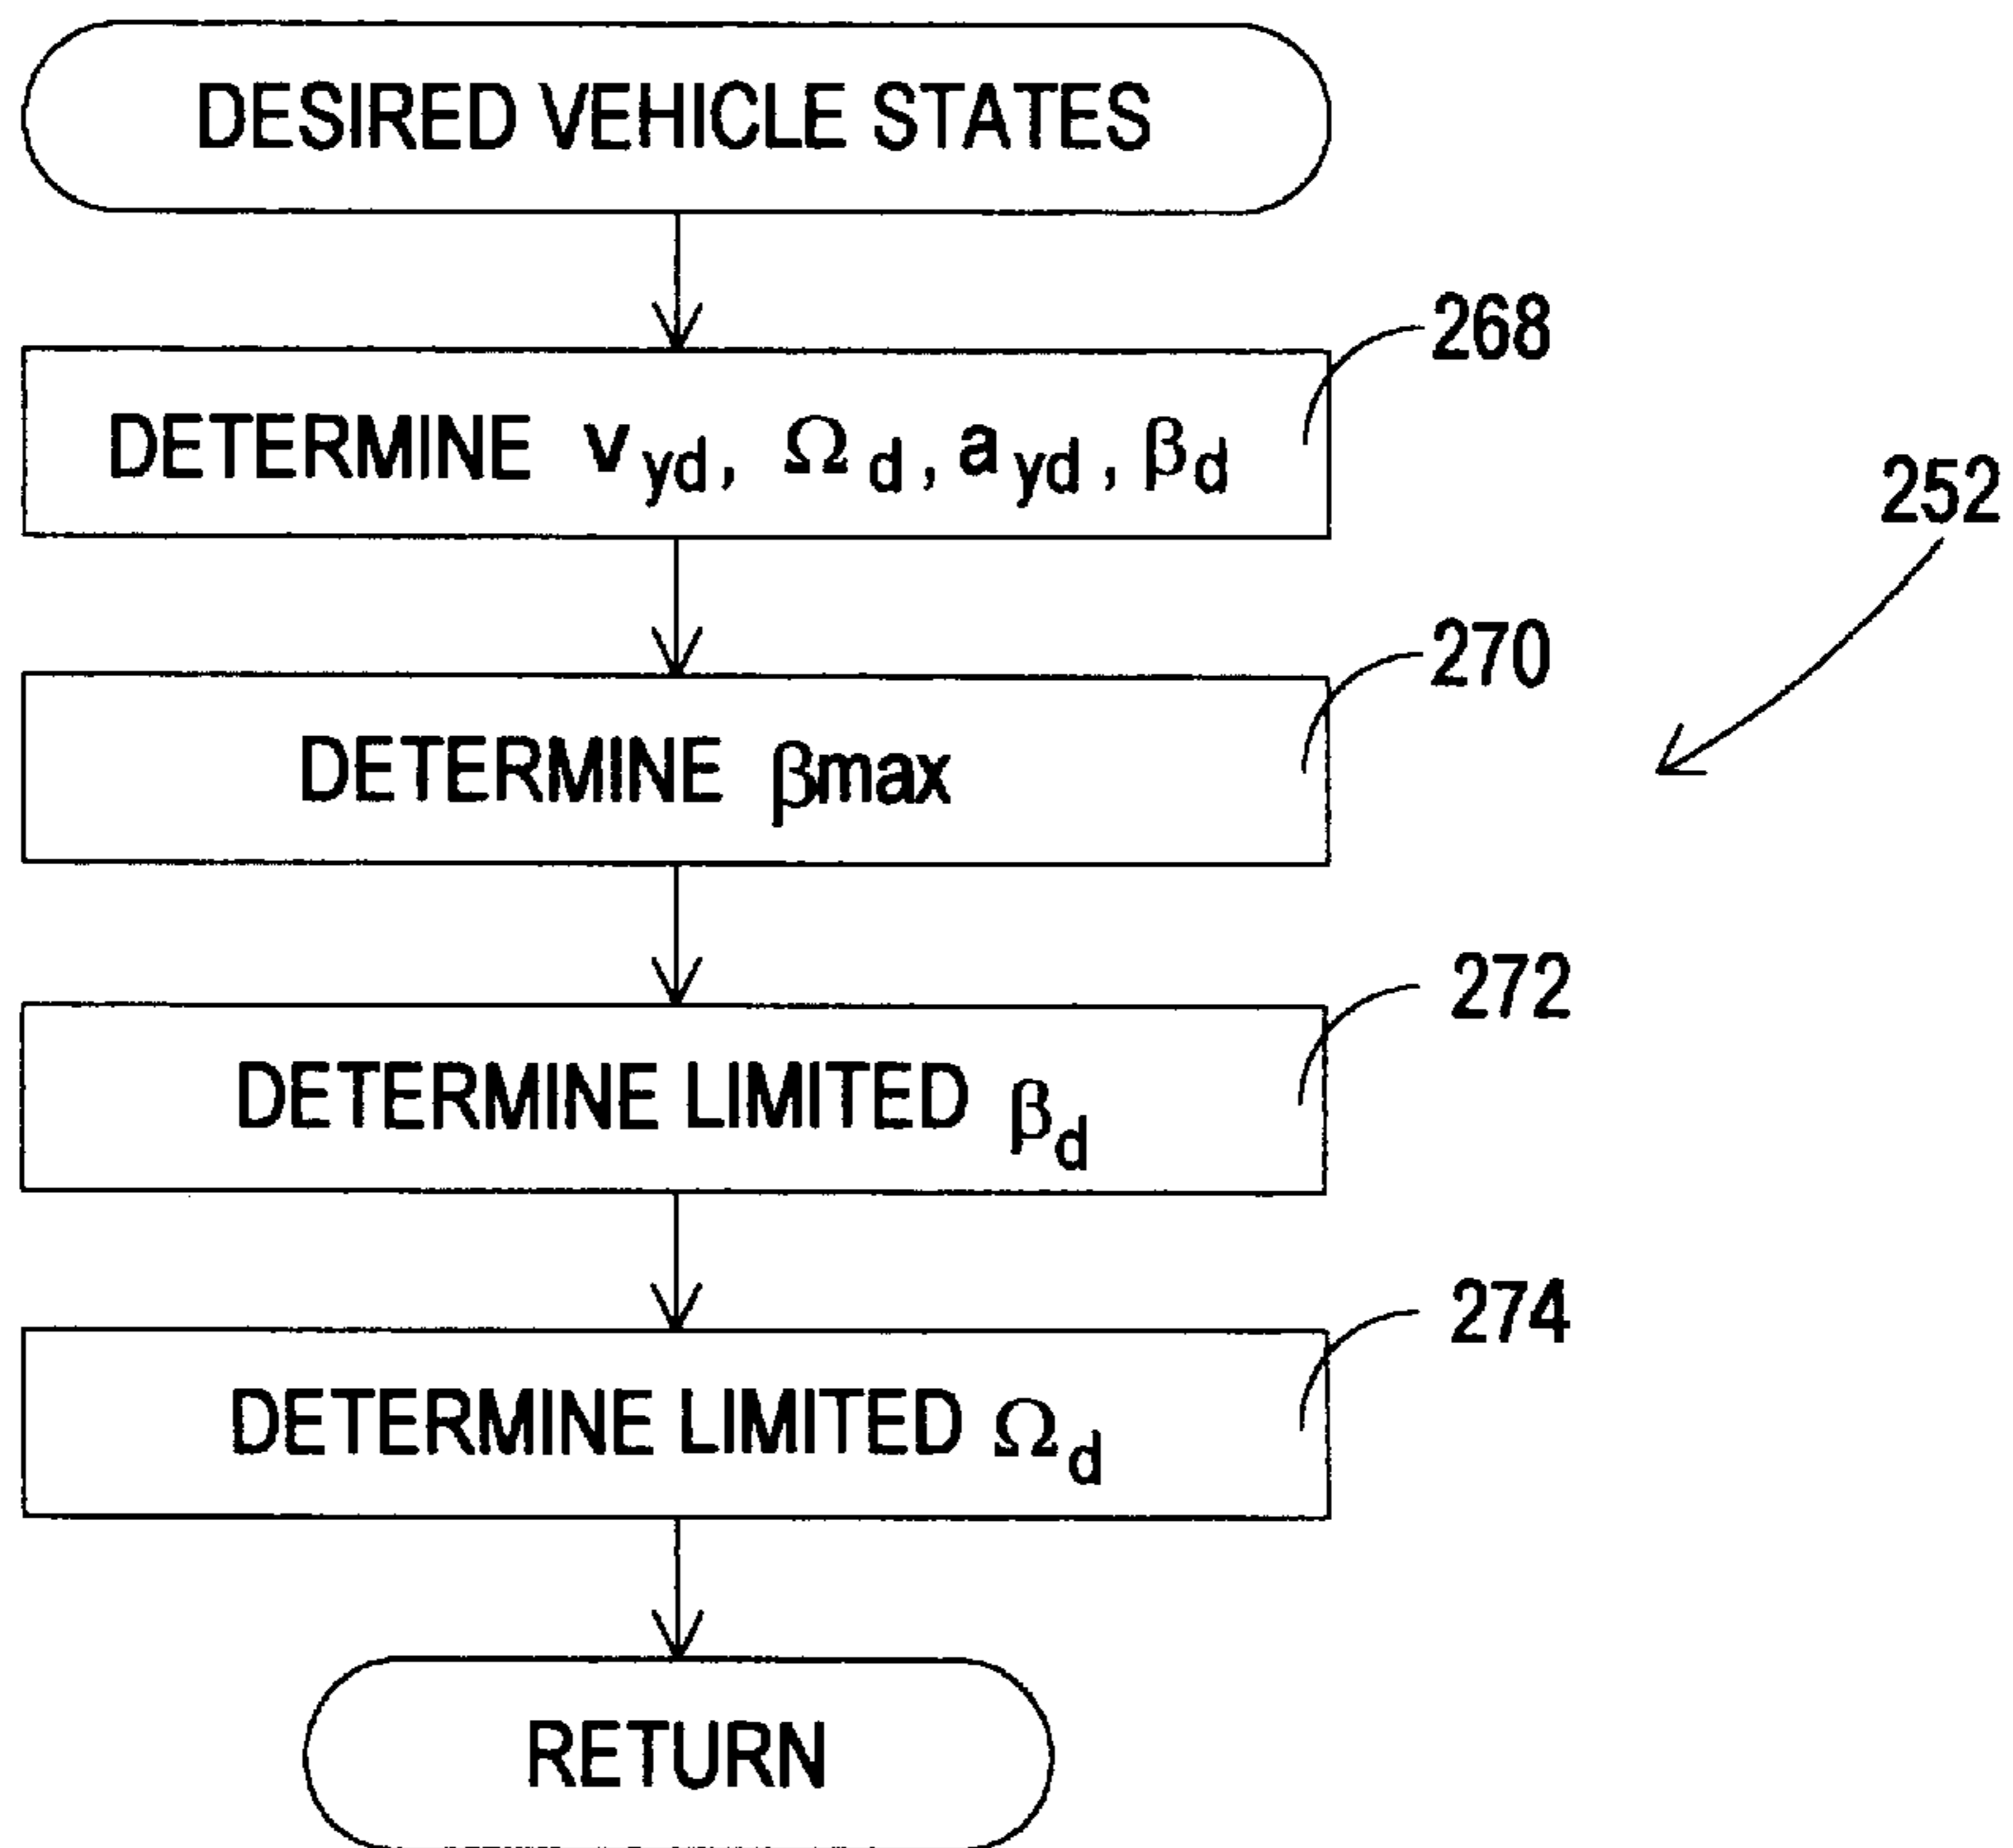 DESIRED VEHICLE STATES
268
DETERMINE v_yd, Ω_d, a_yd, β_d
252
270
DETERMINE βmax
272
DETERMINE LIMITED β_d
274
DETERMINE LIMITED Ω_d
RETURN